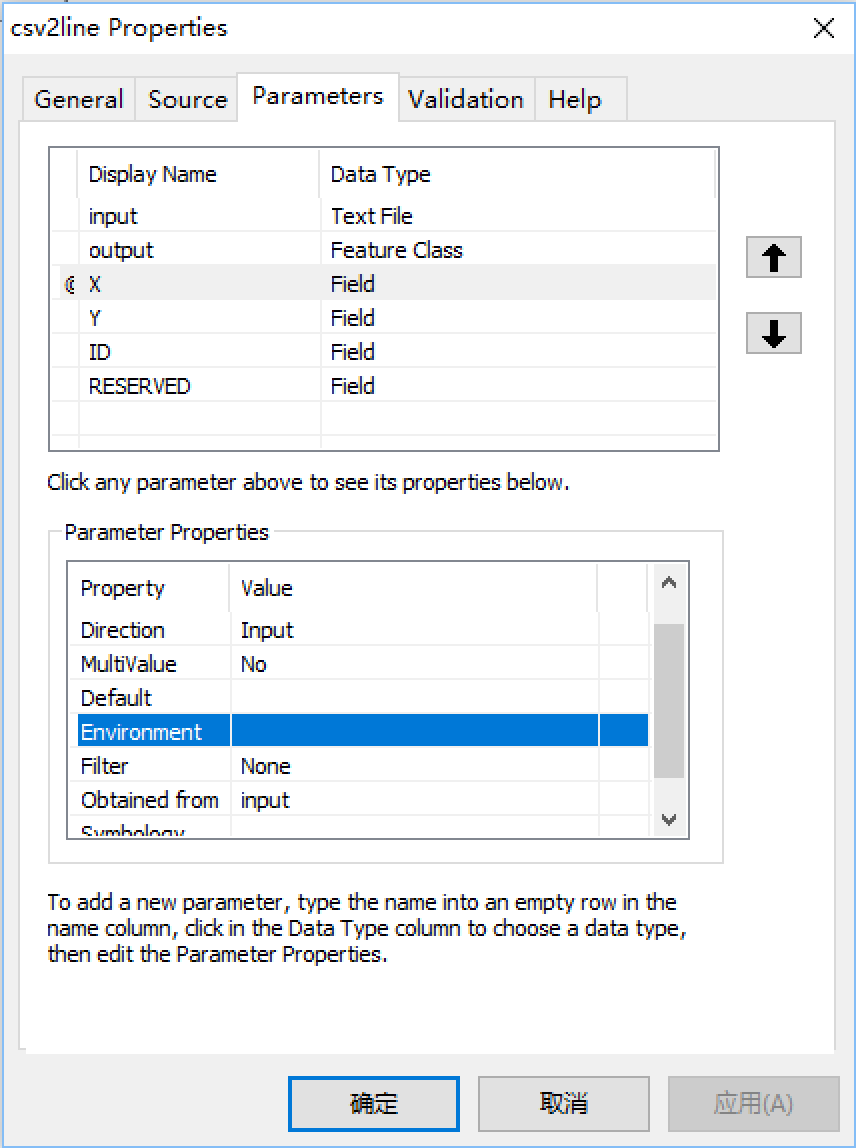 csv2line Properties
General Source Parameters Validation Help
Display Name Data Type
input Text File
output Feature Class
X Field
Y Field
ID Field
RESERVED Field
Click any parameter above to see its properties below.
Parameter Properties
Property Value
Direction Input
MultiValue No
Default
Environment
Filter None
Obtained from input
Symbology
To add a new parameter, type the name into an empty row in the
name column, click in the Data Type column to choose a data type,
then edit the Parameter Properties.
确定 取消 应用(A)